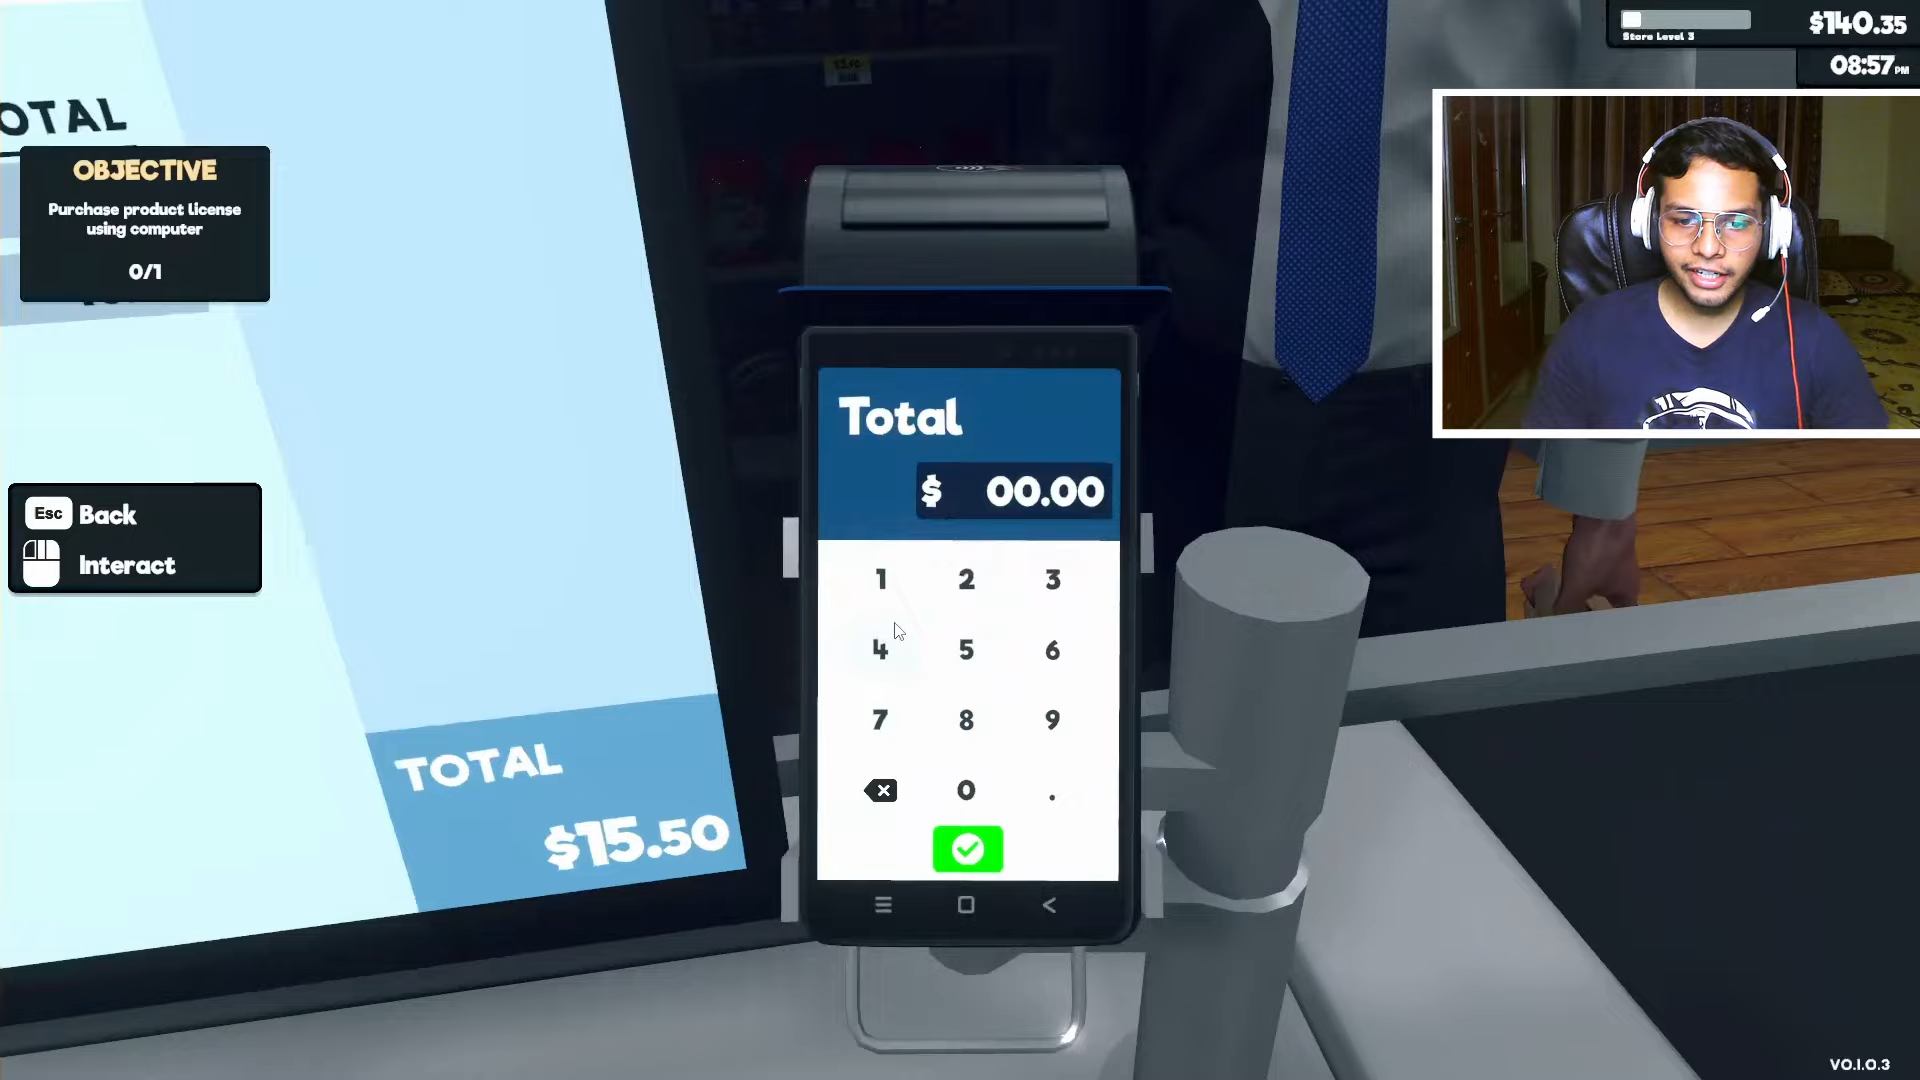 $140.35
Store Level 3
08:57 PM
OTAL
OBJECTIVE
Purchase product license
using computer
0/1
Esc Back
Interact
Total
$ 00.00
1 2 3
4 5 6
7 8 9
0 .
TOTAL
$15.50
V0.1.0.3